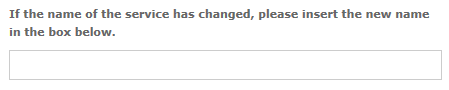 If the name of the service has changed, please insert the new name
in the box below.